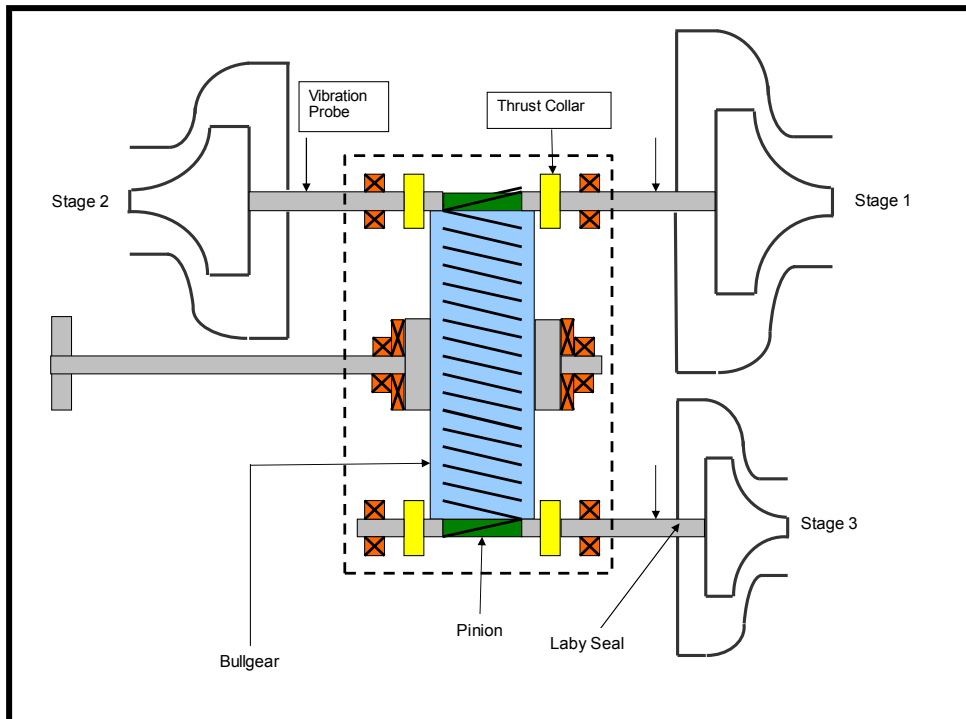 Vibration
Probe
Thrust Collar
Stage 2
Stage 1
Stage 3
Pinion
Laby Seal
Bullgear